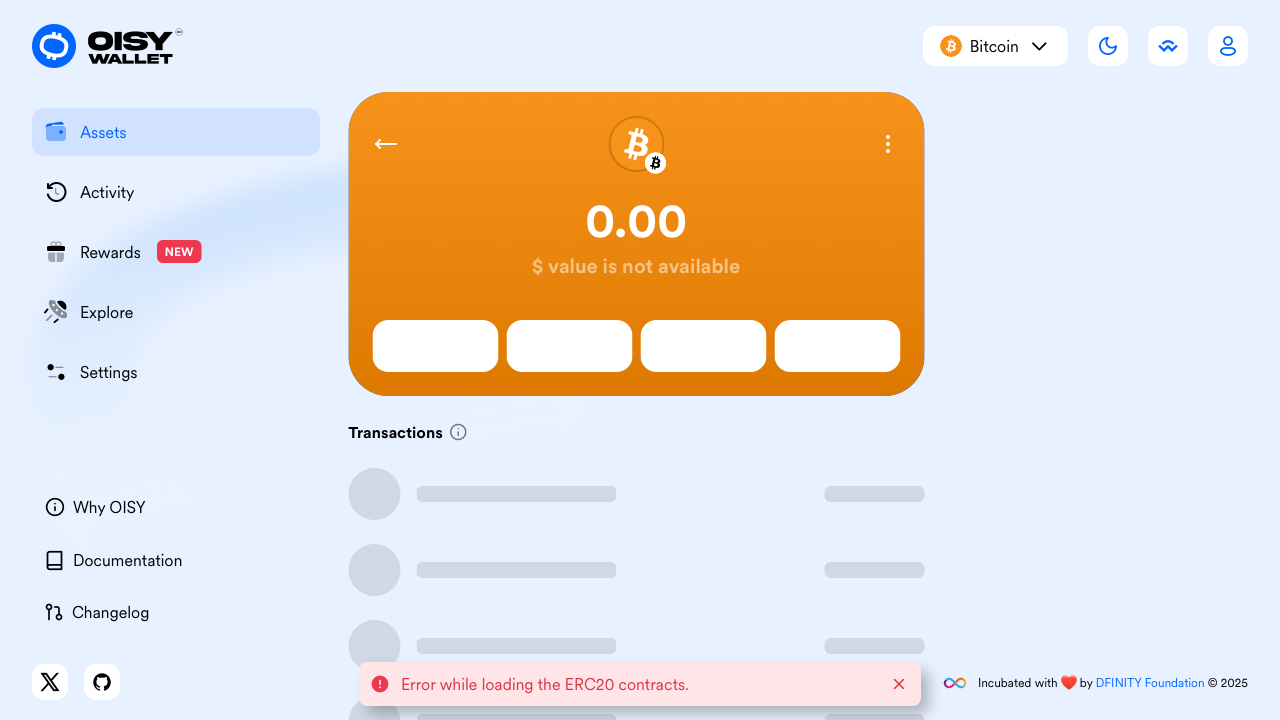 OISY
WALLET
Bitcoin
Assets
Activity
Rewards NEW
Explore
Settings
Why OISY
Documentation
Changelog
0.00
$ value is not available
Transactions
Error while loading the ERC20 contracts.
Incubated with ❤️ by DFINITY Foundation © 2025